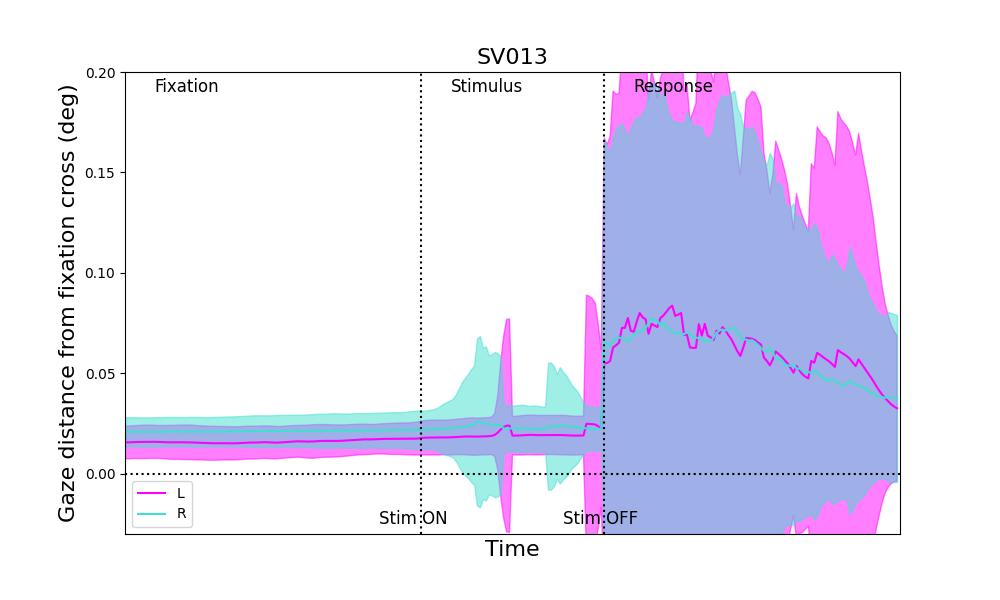 SV013
Gaze distance from fixation cross (deg)
0.20
0.15
0.10
0.05
0.00
Fixation
Stimulus
Response
Stim ON
Stim OFF
L
R
Time